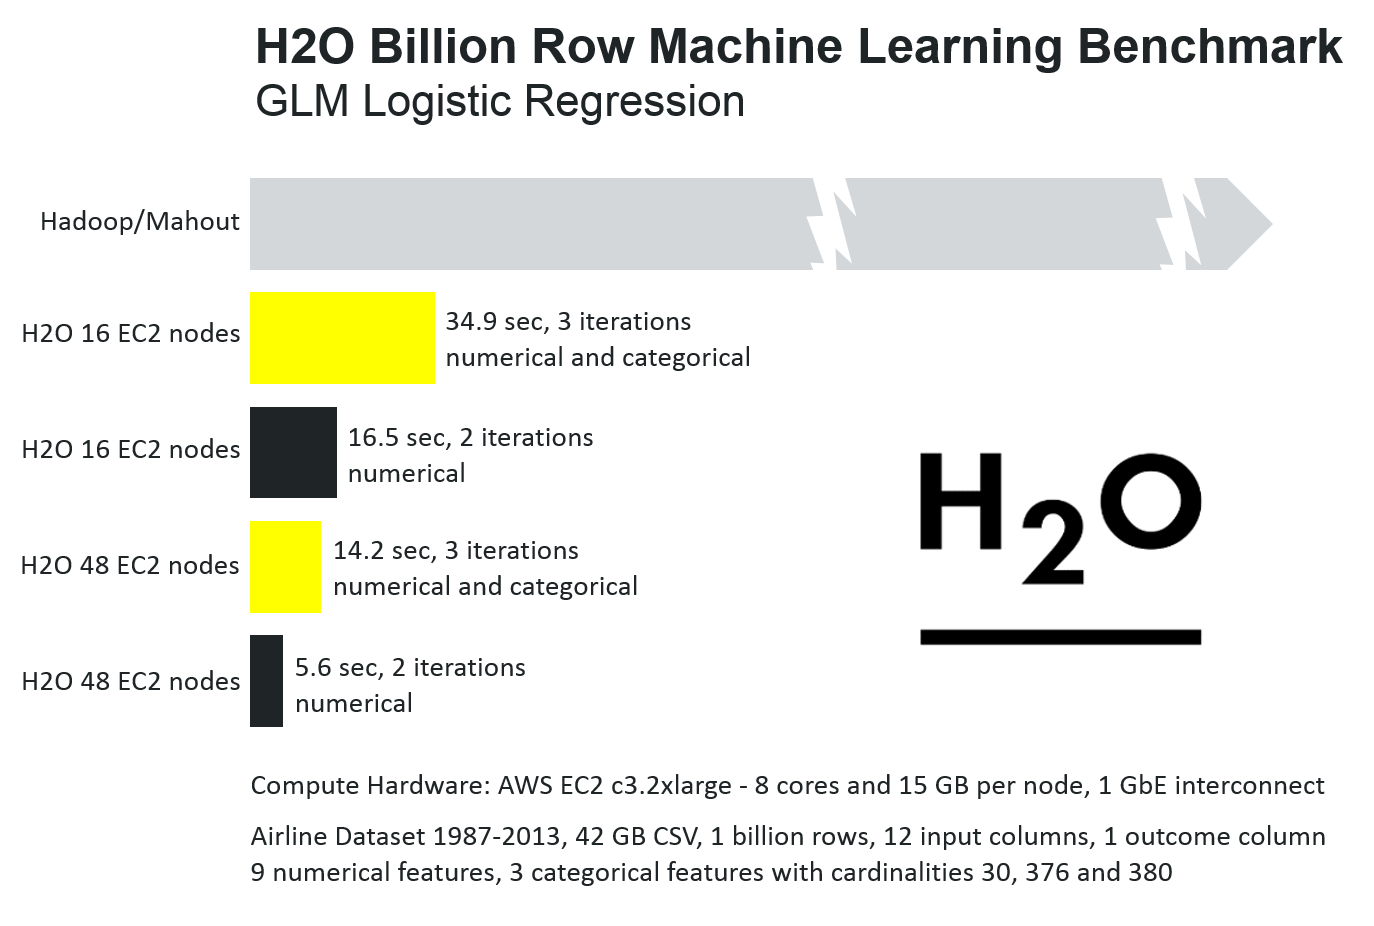 H2O Billion Row Machine Learning Benchmark
GLM Logistic Regression
Hadoop/Mahout
H2O 16 EC2 nodes
34.9 sec, 3 iterations
numerical and categorical
H2O 16 EC2 nodes
16.5 sec, 2 iterations
numerical
H2O 48 EC2 nodes
14.2 sec, 3 iterations
numerical and categorical
H2O 48 EC2 nodes
5.6 sec, 2 iterations
numerical
H2O
Compute Hardware: AWS EC2 c3.2xlarge - 8 cores and 15 GB per node, 1 GbE interconnect
Airline Dataset 1987-2013, 42 GB CSV, 1 billion rows, 12 input columns, 1 outcome column
9 numerical features, 3 categorical features with cardinalities 30, 376 and 380